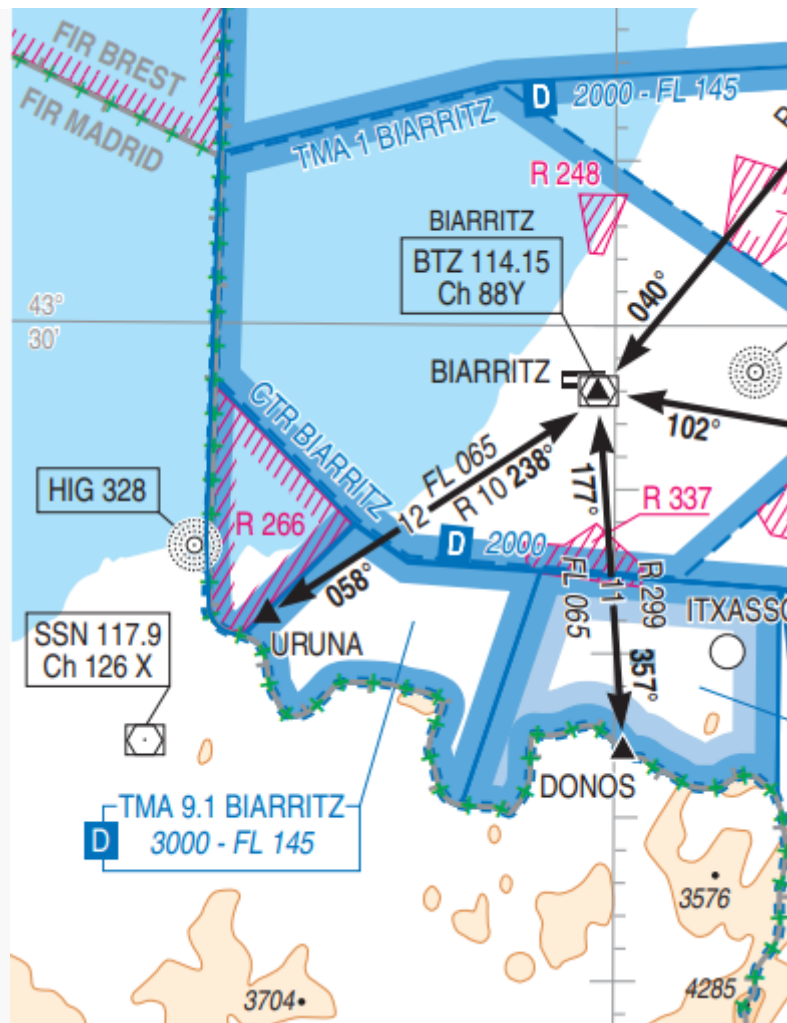 FIR BREST
FIR MADRID
TMA 1 BIARRITZ
D 2000 - FL 145
R 248
BIARRITZ
BTZ 114.15
Ch 88Y
43°
30'
040°
BIARRITZ
102°
CTR BIARRITZ
FL 065
12 R 10 238°
177°
HIG 328
R 266
R 337
D 2000
058°
FL 065
11
R 299
357°
ITXASSO
SSN 117.9
Ch 126 X
URUNA
DONOS
TMA 9.1 BIARRITZ
D 3000 - FL 145
3576
3704
4285